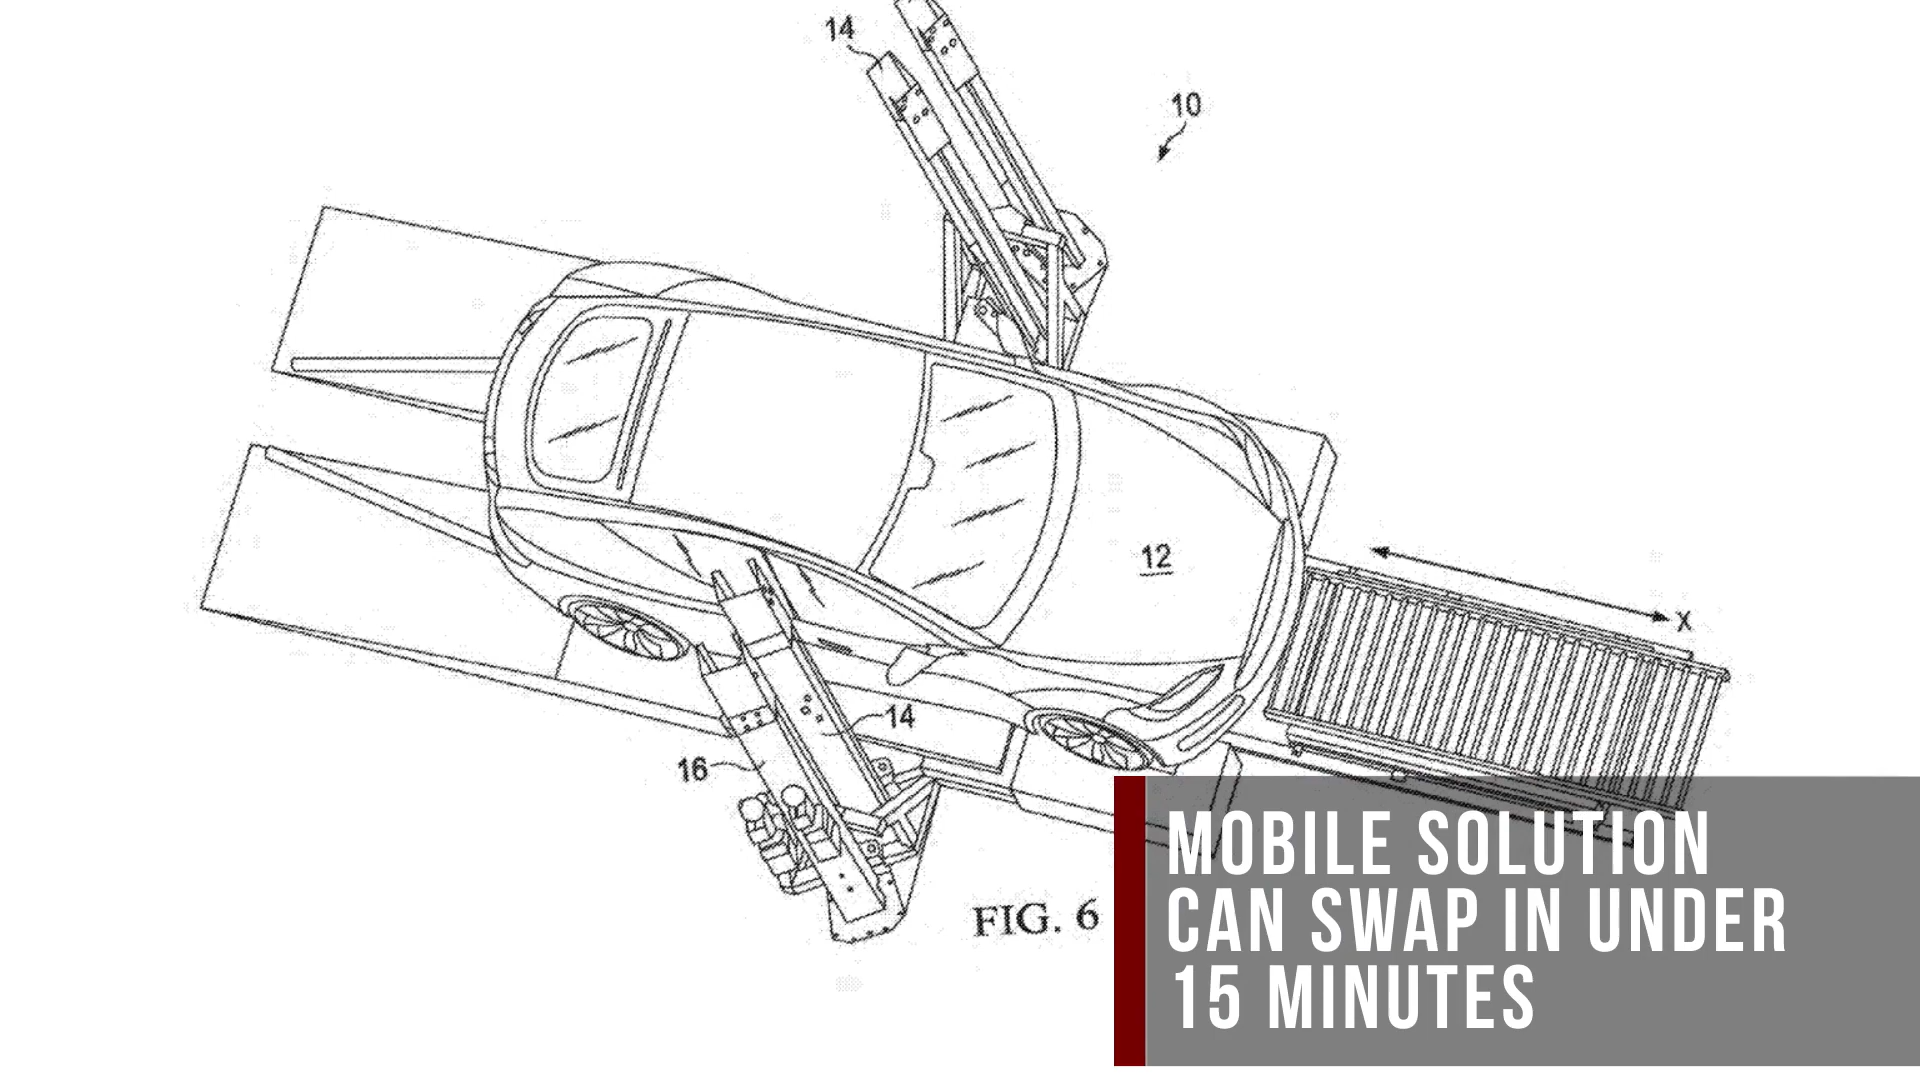 14
10
12
X
14
16
FIG. 6
MOBILE SOLUTION
CAN SWAP IN UNDER
15 MINUTES